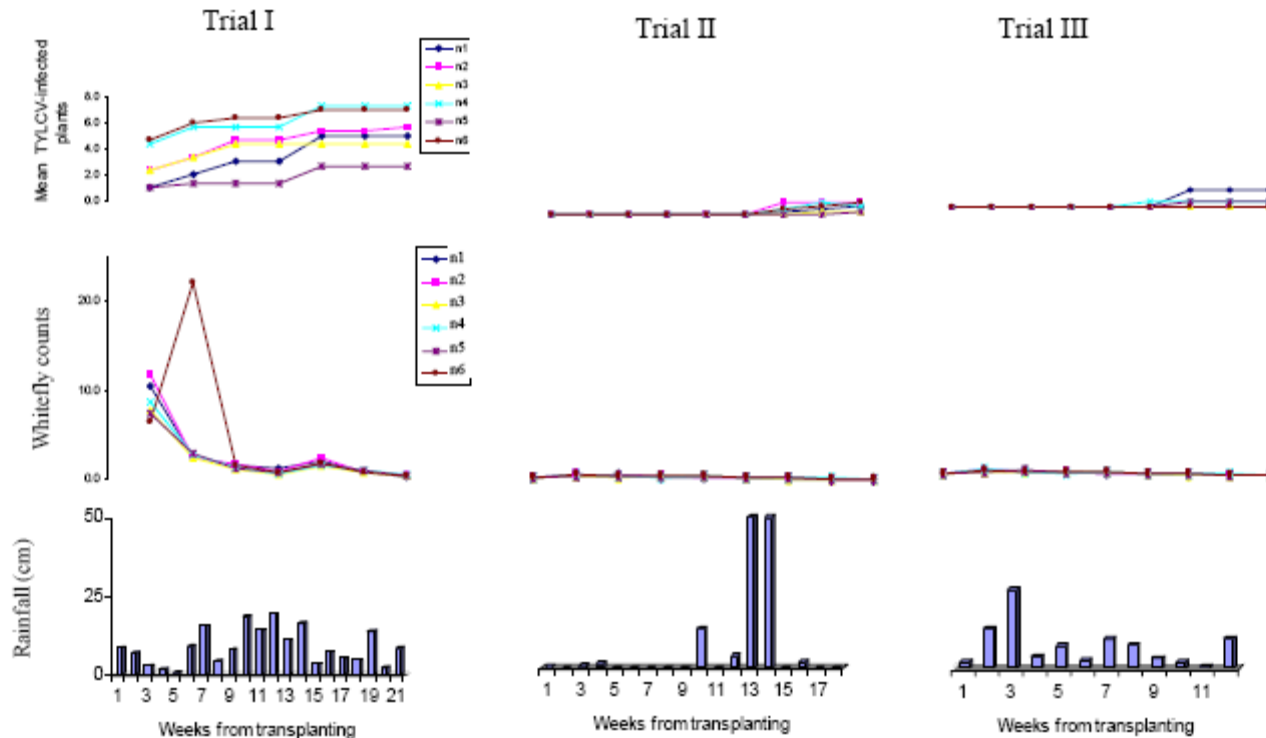 Trial I
Trial II
Trial III
Mean TYLCV-infected
plants
8.0
6.0
4.0
2.0
0.0
n1
n2
n3
n4
n5
n6
Whitefly counts
20.0
10.0
0.0
n1
n2
n3
n4
n5
n6
Rainfall (cm)
50
25
0
1 3 5 7 9 11 13 15 17 19 21
Weeks from transplanting
1 3 5 7 9 11 13 15 17
Weeks from transplanting
1 3 5 7 9 11
Weeks from transplanting